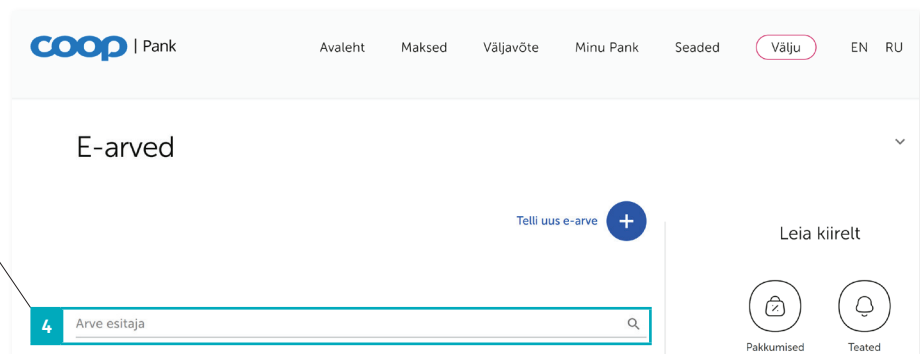 coop | Pank
Avaleht Maksed Väljavõte Minu Pank Seaded Välju EN RU
E-arved
Telli uus e-arve +
Leia kiirelt
4 Arve esitaja
Pakkumised Teated